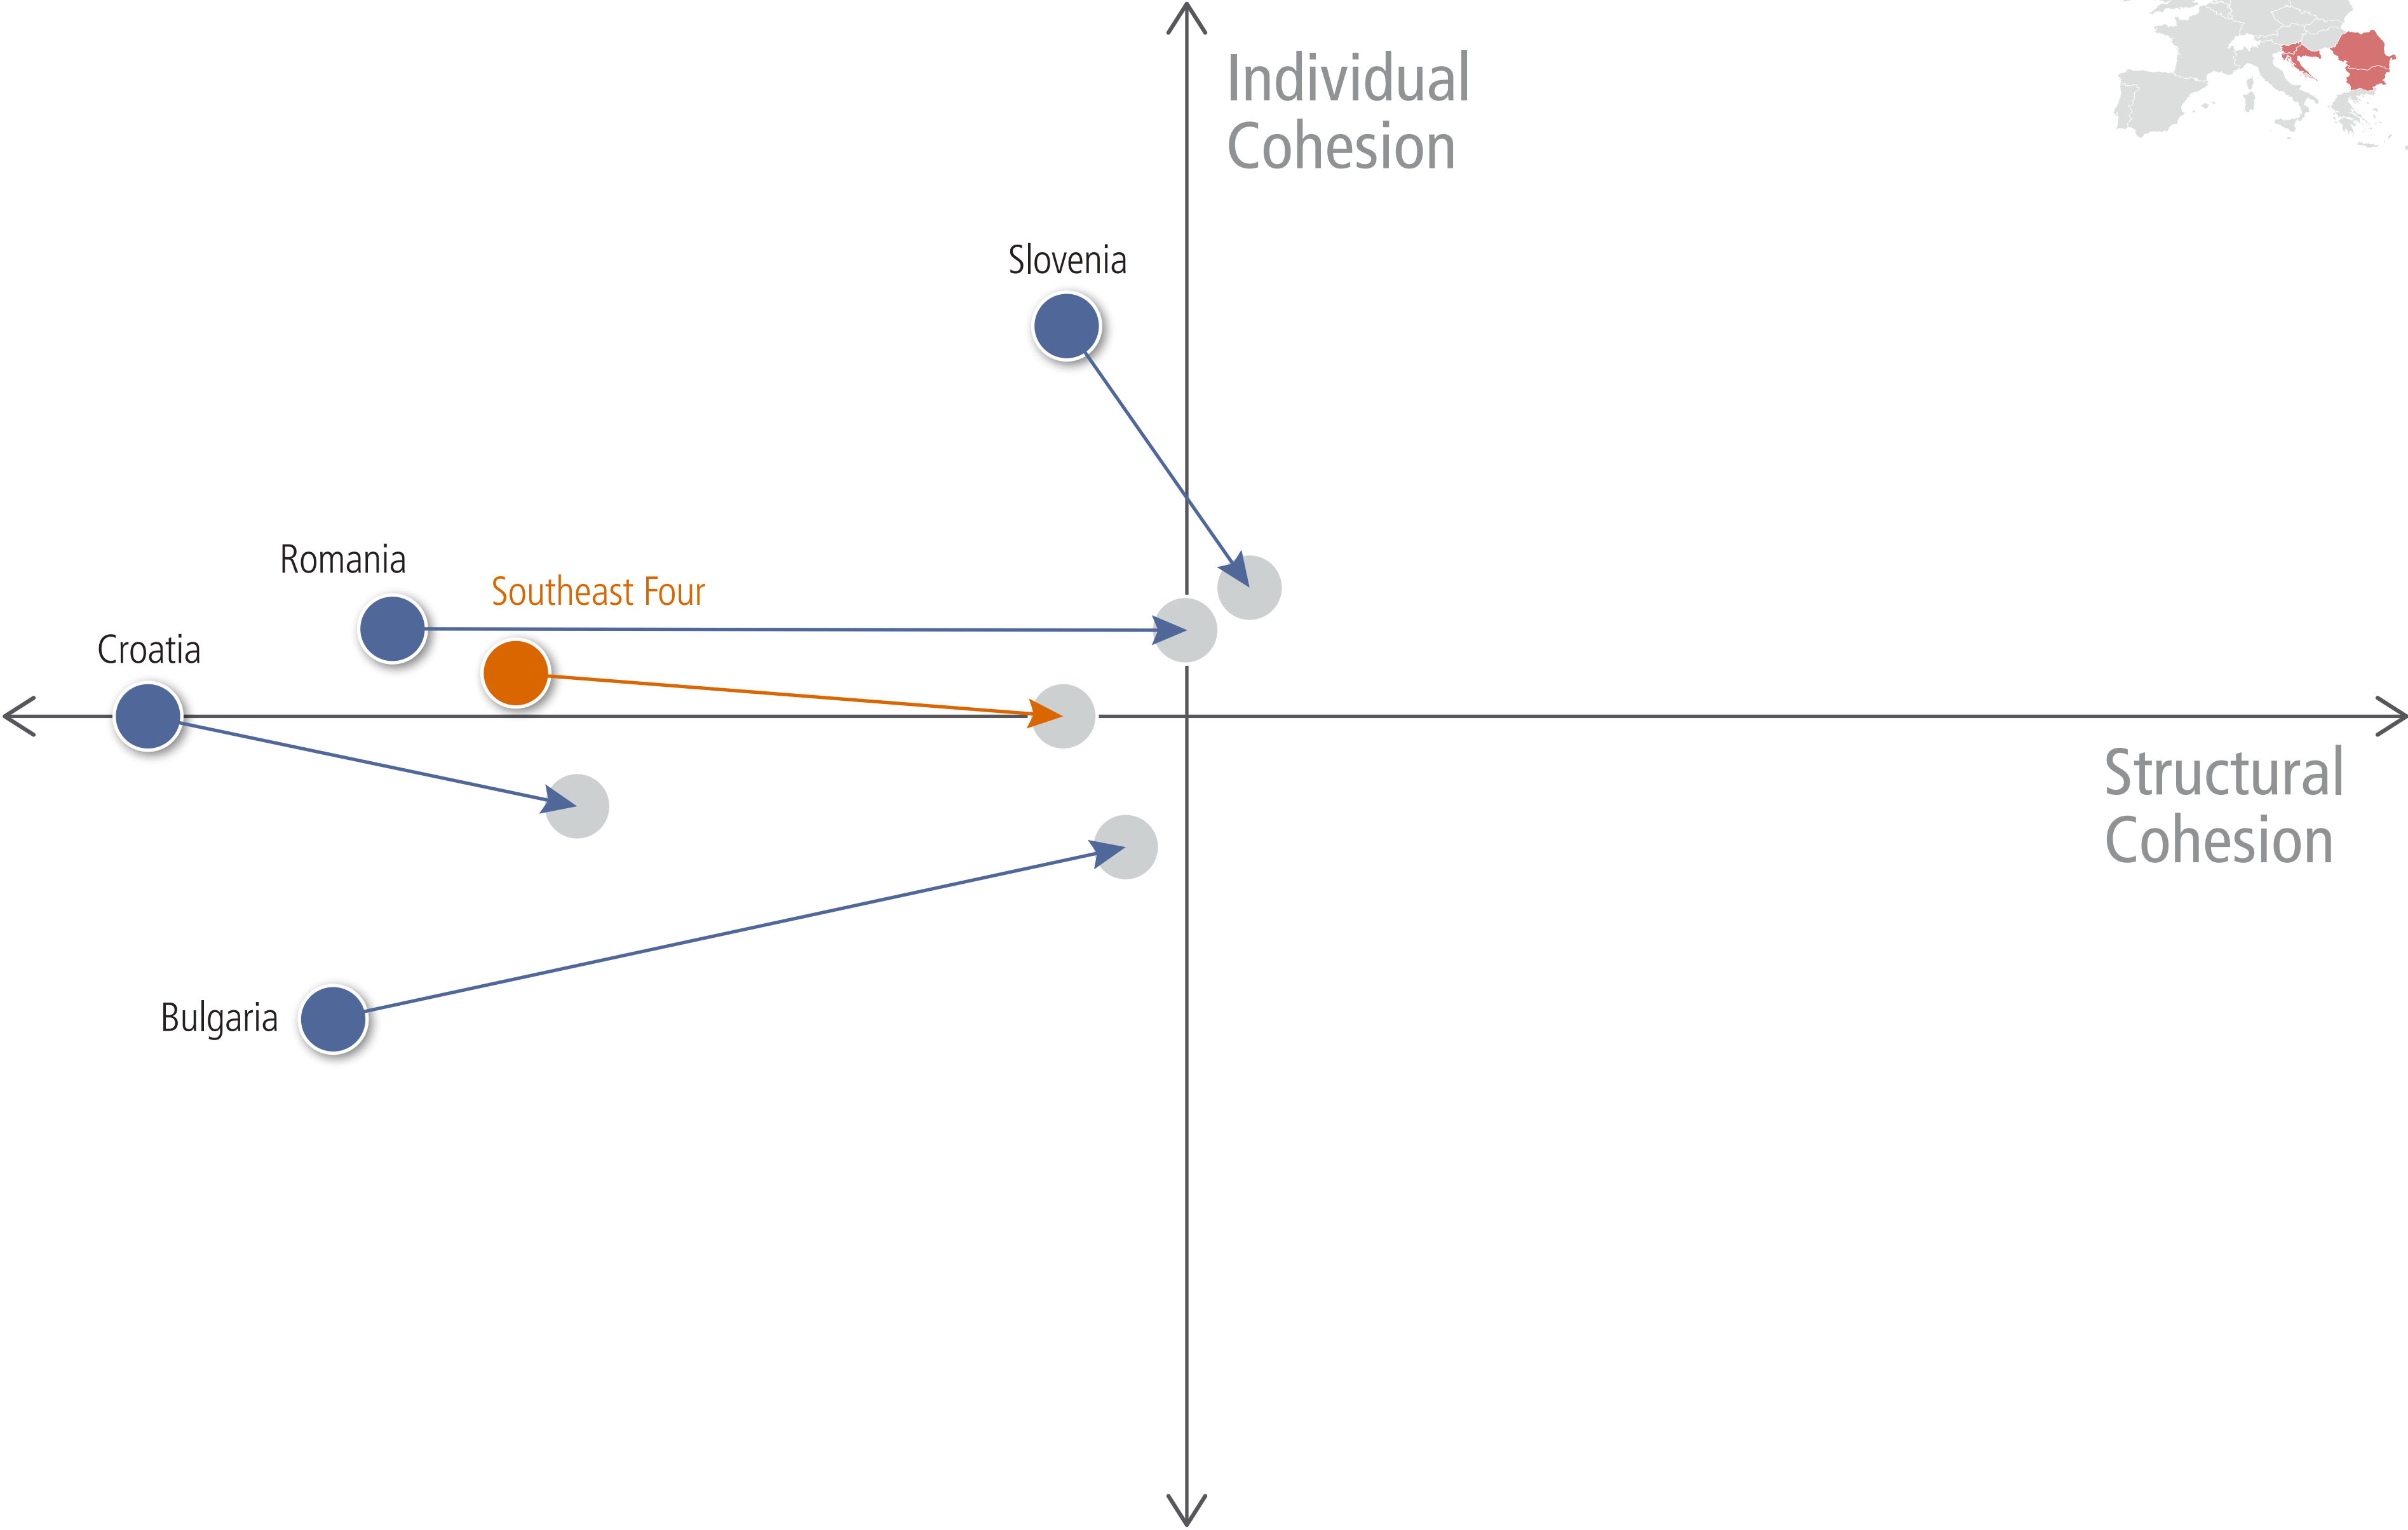 Individual
Cohesion
Slovenia
Romania
Southeast Four
Croatia
Structural
Cohesion
Bulgaria